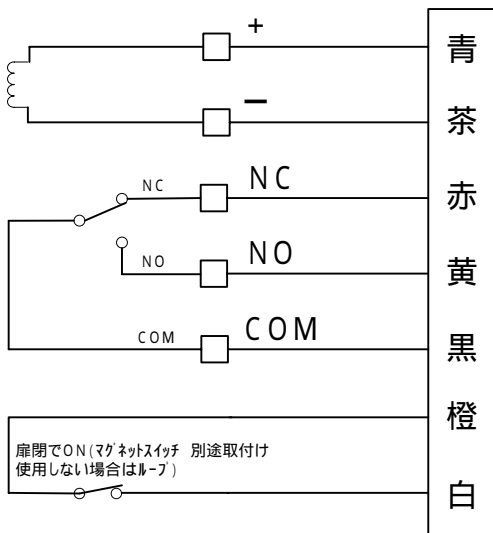 +
青
−
茶
NC
NC
赤
NO
NO
黄
COM
COM
黒
橙
扉閉でON(マグネットスイッチ 別途取付け
使用しない場合はループ)
白